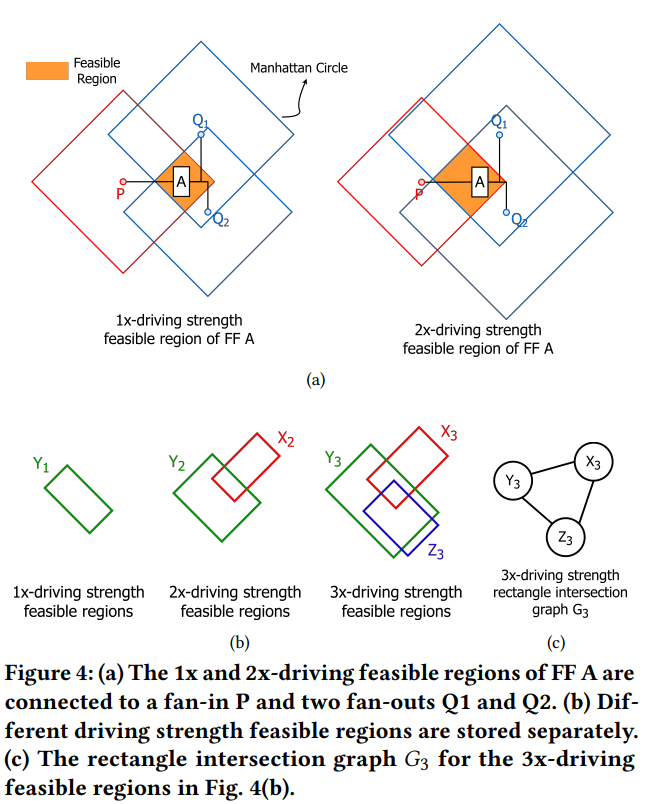 Feasible
Region
Manhattan Circle
Q1
A
P
Q2
Q1
A
P
Q2
1x-driving strength
feasible region of FF A
2x-driving strength
feasible region of FF A
(a)
Y1
Y2
X2
Y3
X3
Z3
Y3
X3
Z3
1x-driving strength
feasible regions
2x-driving strength
feasible regions
3x-driving strength
feasible regions
3x-driving strength
rectangle intersection
graph G3
(b)
(c)
Figure 4: (a) The 1x and 2x-driving feasible regions of FF A are
connected to a fan-in P and two fan-outs Q1 and Q2. (b) Dif-
ferent driving strength feasible regions are stored separately.
(c) The rectangle intersection graph G3 for the 3x-driving
feasible regions in Fig. 4(b).